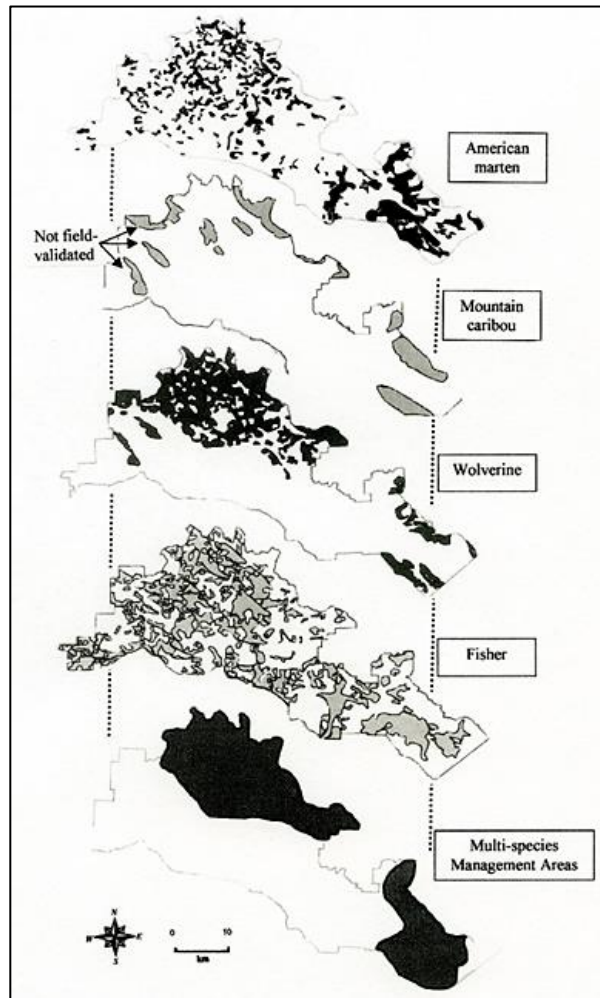 American
marten
Not field-
validated
Mountain
caribou
Wolverine
Fisher
Multi-species
Management Areas
N
W E
S
0 10
km